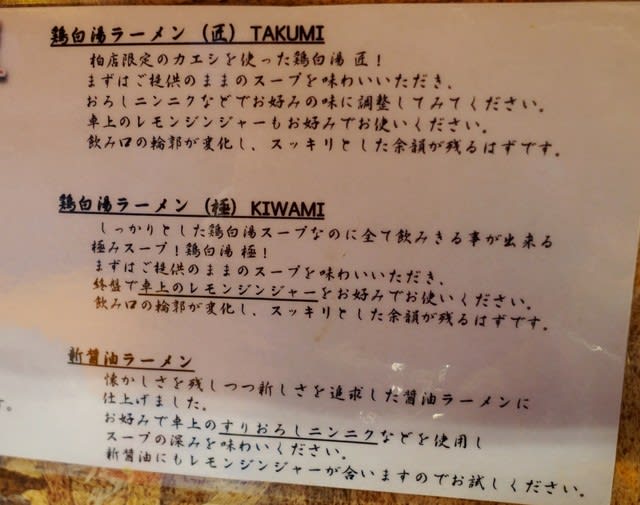 鶏白湯ラーメン（匠）TAKUMI
柏店限定のカエシを使った鶏白湯 匠！
まずはご提供のままのスープを味わいいただき、
おろしニンニクなどでお好みの味に調整してみてください。
卓上のレモンジンジャーもお好みでお使いください。
飲み口の輪郭が変化し、スッキリとした余韻が残るはずです。
鶏白湯ラーメン（極）KIWAMI
しっかりとした鶏白湯スープなのに全て飲みきる事が出来る
極みスープ！鶏白湯 極！
まずはご提供のままのスープを味わいいただき、
終盤で卓上のレモンジンジャーをお好みでお使いください。
飲み口の輪郭が変化し、スッキリとした余韻が残るはずです。
新醤油ラーメン
懐かしさを残しつつ新しさを追求した醤油ラーメンに
仕上げました。
す。
お好みで卓上のすりおろしニンニクなどを使用し
スープの深みを味わいください。
新醤油にもレモンジンジャーが合いますのでお試しください。